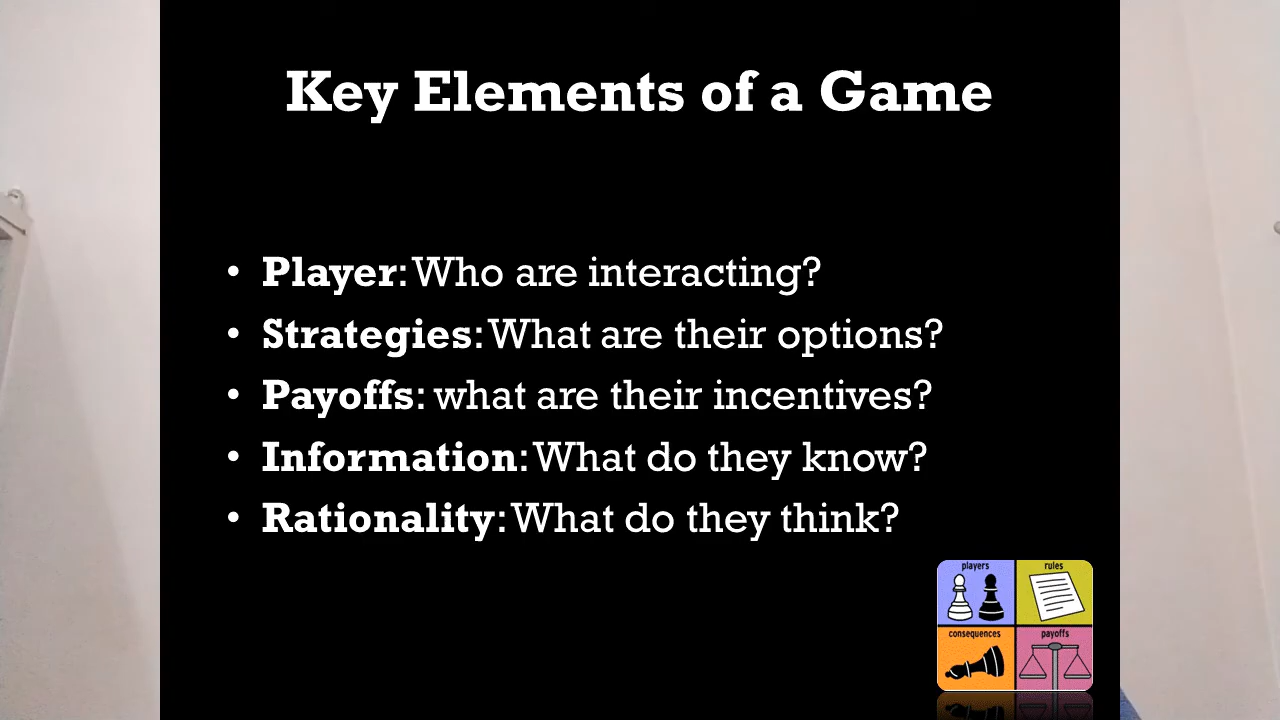 Key Elements of a Game
• Player: Who are interacting?
• Strategies: What are their options?
• Payoffs: what are their incentives?
• Information: What do they know?
• Rationality: What do they think?
players rules
consequences payoffs